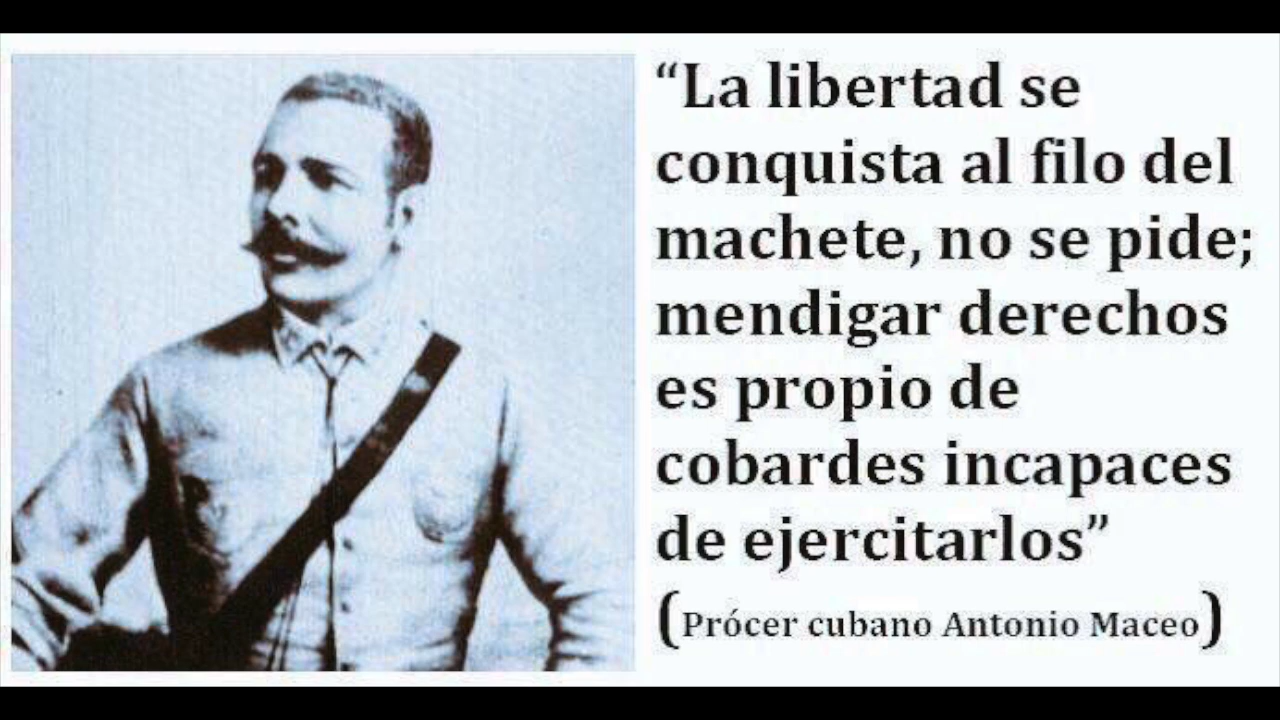 “La libertad se
conquista al filo del
machete, no se pide;
mendigar derechos
es propio de
cobardes incapaces
de ejercitarlos”
(Prócer cubano Antonio Maceo)